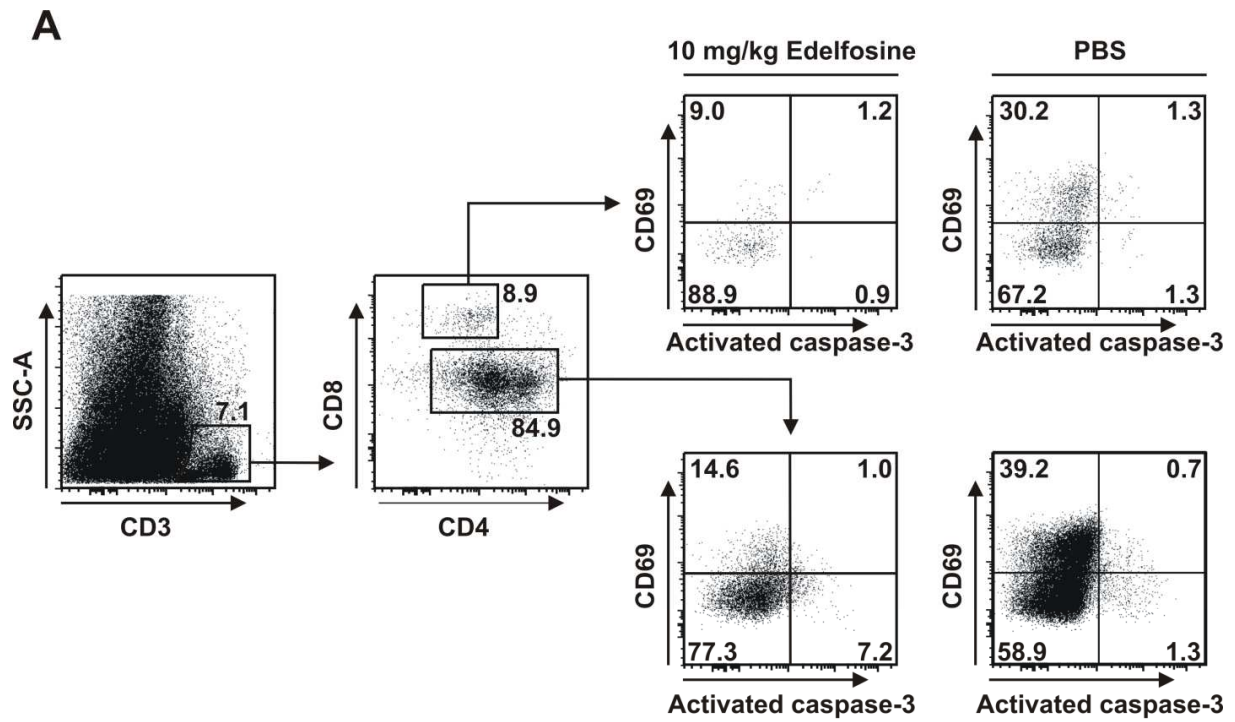 A
10 mg/kg Edelfosine
PBS
9.0 1.2
CD69
88.9 0.9
Activated caspase-3
30.2 1.3
CD69
67.2 1.3
Activated caspase-3
SSC-A
7.1
CD3
CD8
8.9
84.9
CD4
14.6 1.0
CD69
77.3 7.2
Activated caspase-3
39.2 0.7
CD69
58.9 1.3
Activated caspase-3